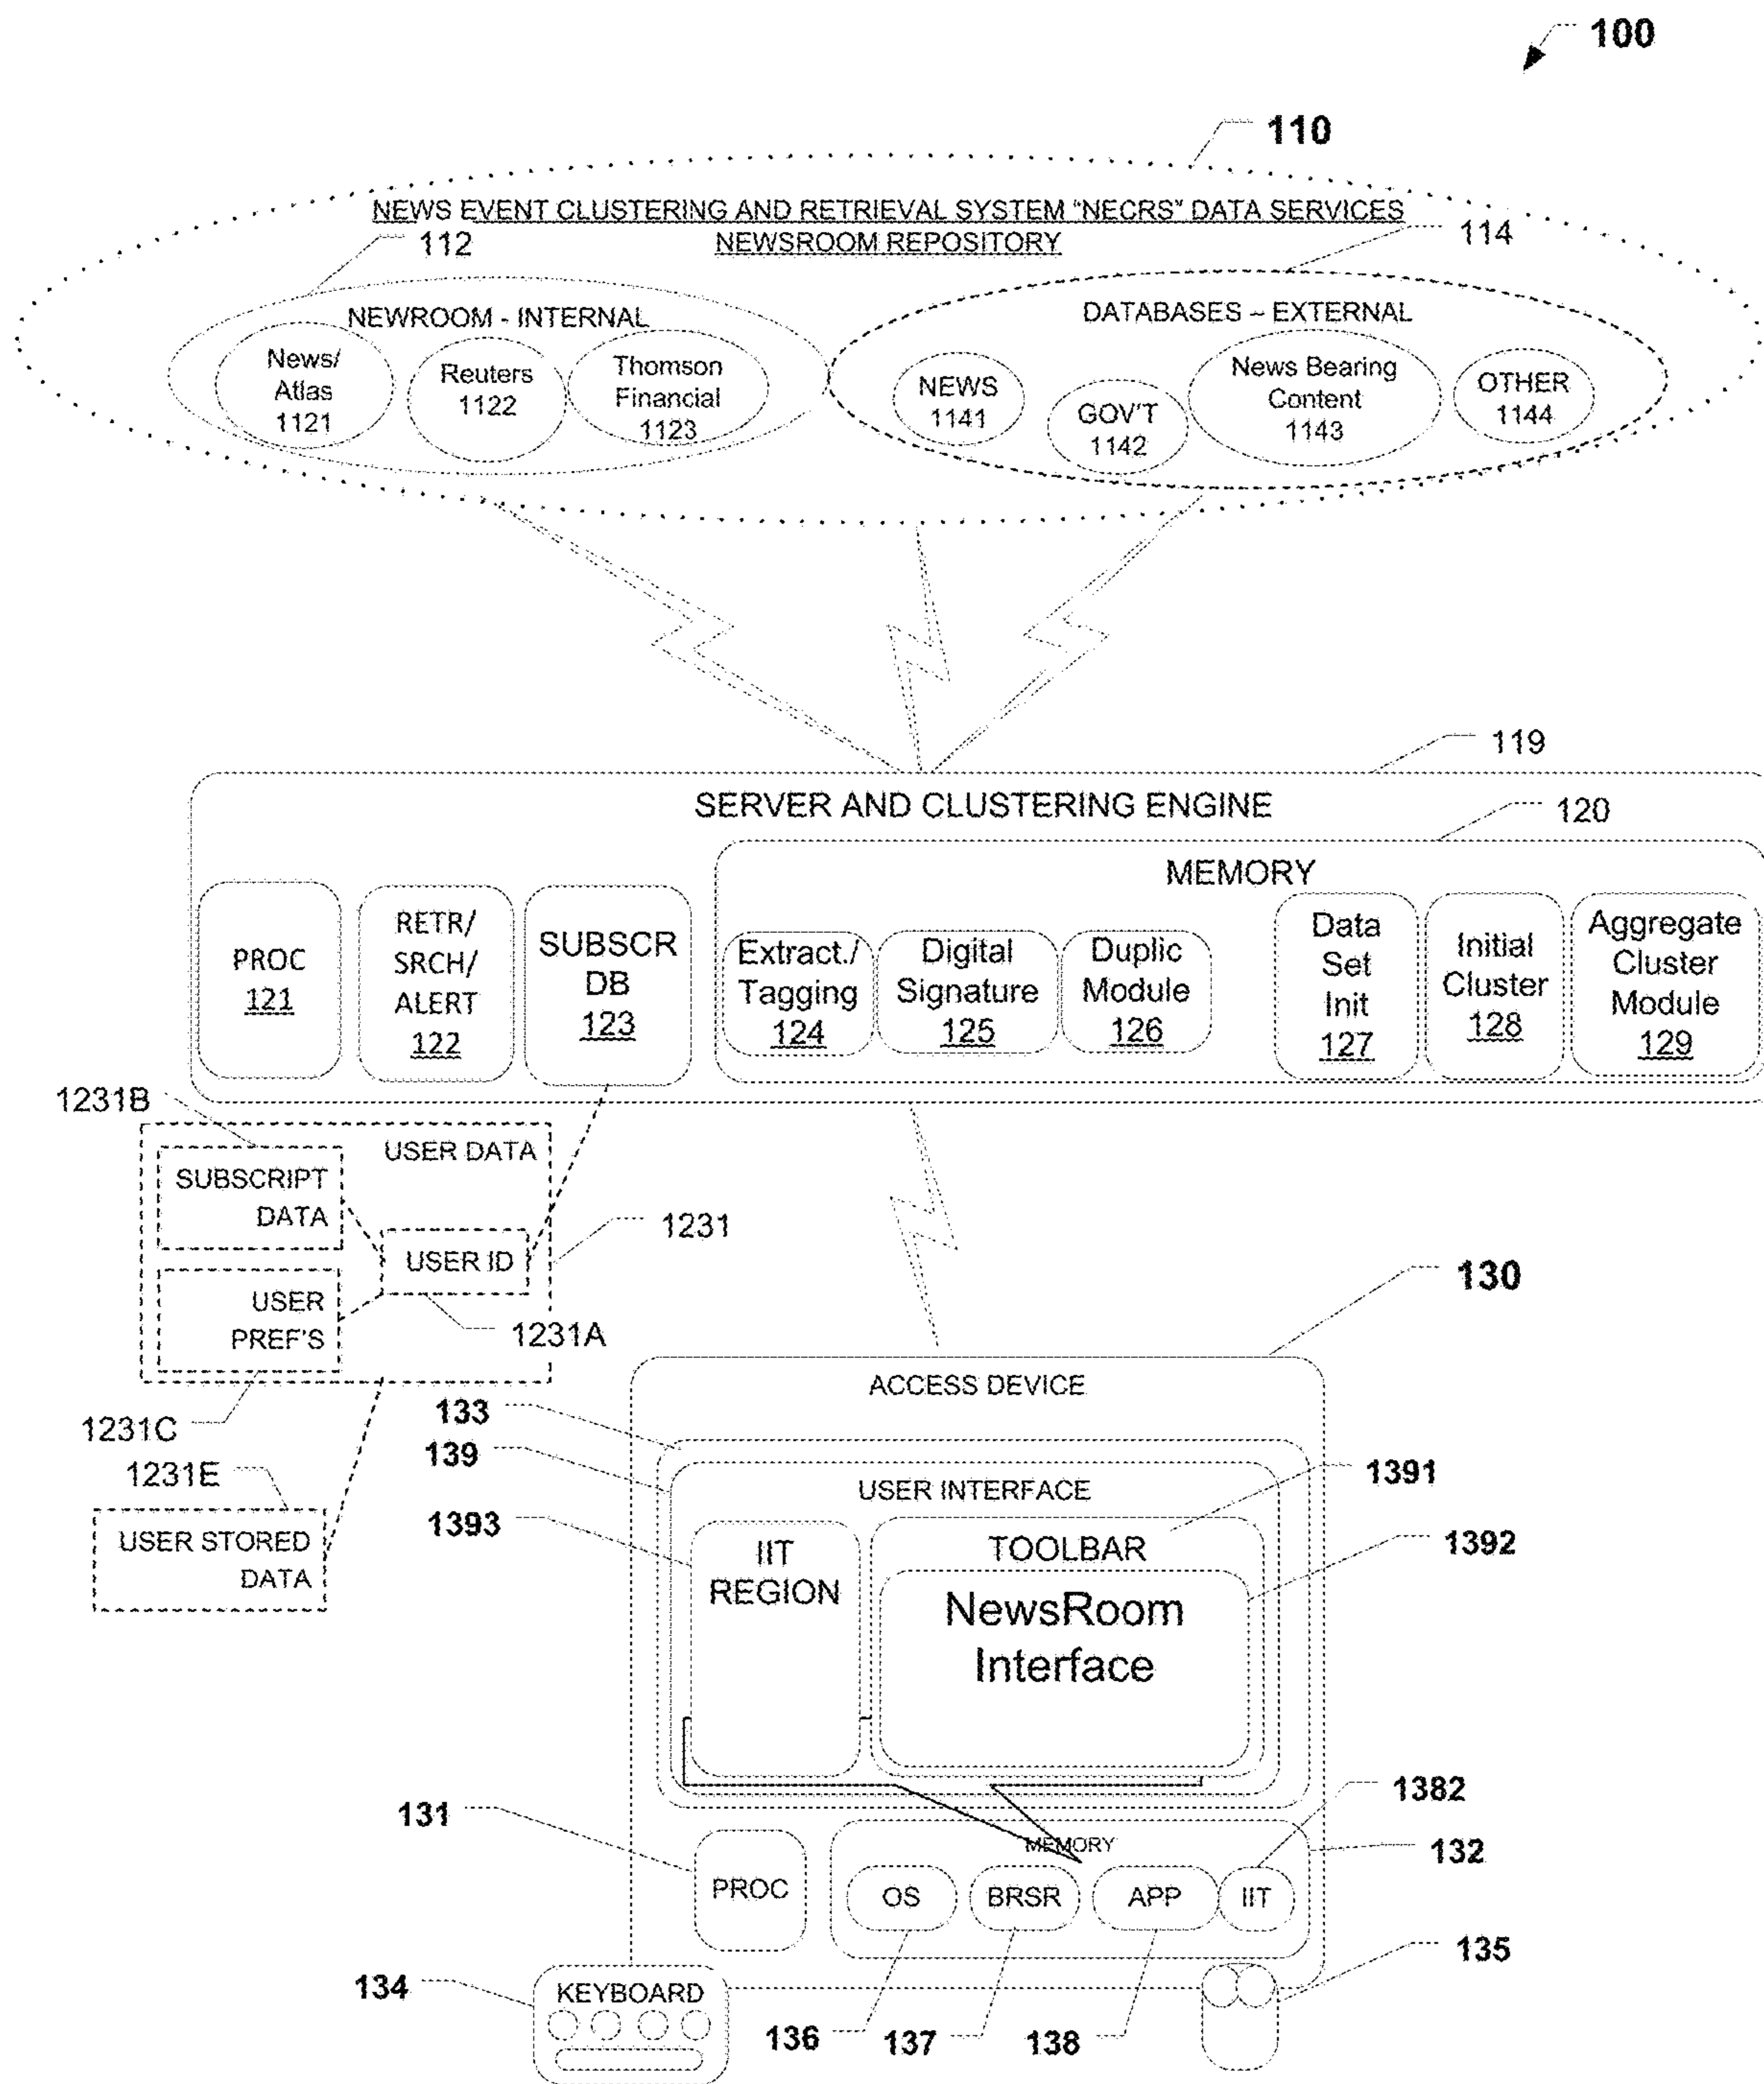 100
110
NEWS EVENT CLUSTERING AND RETRIEVAL SYSTEM "NECRS" DATA SERVICES
NEWSROOM REPOSITORY
112
114
NEWROOM - INTERNAL
News/
Atlas
1121
Reuters
1122
Thomson
Financial
1123
DATABASES - EXTERNAL
NEWS
1141
GOV'T
1142
News Bearing
Content
1143
OTHER
1144
119
SERVER AND CLUSTERING ENGINE
120
MEMORY
PROC
121
RETR/
SRCH/
ALERT
122
SUBSCR
DB
123
Extract./
Tagging
124
Digital
Signature
125
Duplic
Module
126
Data
Set
Init
127
Initial
Cluster
128
Aggregate
Cluster
Module
129
1231B
USER DATA
SUBSCRIPT
DATA
USER ID
1231
USER
PREF'S
1231A
1231C
1231E
USER STORED
DATA
130
ACCESS DEVICE
133
139
USER INTERFACE
1391
1393
IIT
REGION
TOOLBAR
1392
NewsRoom
Interface
1382
131
PROC
MEMORY
132
OS
BRSR
APP
IIT
135
134
KEYBOARD
136
137
138